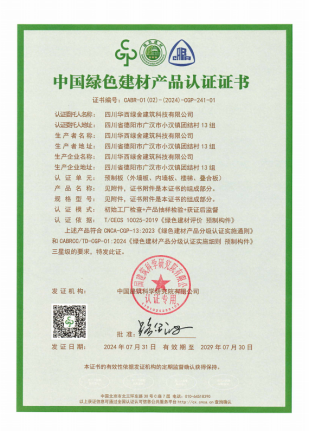 中国绿色建材产品认证证书
证书编号：CABR-01(02)-(2024)-CGP-241-01
认证委托人名称：四川华西绿舍建筑科技有限公司
认证委托人地址：四川省德阳市广汉市小汉镇团结村13组
生产者名称：四川华西绿舍建筑科技有限公司
生产者地址：四川省德阳市广汉市小汉镇团结村13组
生产企业名称：四川华西绿舍建筑科技有限公司
生产企业地址：四川省德阳市广汉市小汉镇团结村13组
认证单元：预制板（外墙板、内墙板、楼梯、叠合板）
产品名称：见附件，证书附件是本证书的组成部分。
规格型号：见附件，证书附件是本证书的组成部分。
认证模式：初始工厂检查+产品抽样检验+获证后监督
认证依据：T/CECS 10025-2019《绿色建材评价 预制构件》
上述产品符合 CNCA-CGP-13:2023《绿色建材产品分级认证实施通则》
和 CABRCC/TD-CGP-01:2024《绿色建材产品分级认证实施细则 预制构件》
三星级的要求，特发此证。
发证机构：中国建筑科学研究院有限公司
认证专用
批准：
发证日期：2024年07月31日 有效期至 2029年07月30日
本证书的有效性依据发证机构的定期监督确认获得保持。